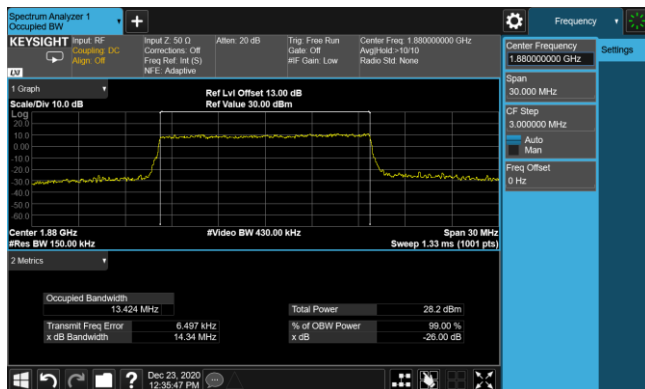 Spectrum Analyzer 1
Occupied BW
Frequency
KEYSIGHT
LXI
Input: RF
Coupling: DC
Align: Off
Input Z: 50 Ω
Corrections: Off
Freq Ref: Int (S)
NFE: Adaptive
Atten: 20 dB
Trig: Free Run
Gate: Off
#IF Gain: Low
Center Freq: 1.880000000 GHz
Avg|Hold:>10/10
Radio Std: None
Center Frequency
1.880000000 GHz
Settings
Span
30.000 MHz
CF Step
3.000000 MHz
Auto
Man
Freq Offset
0 Hz
1 Graph
Scale/Div 10.0 dB
Ref Lvl Offset 13.00 dB
Ref Value 30.00 dBm
Log
20.0
10.0
0.00
-10.0
-20.0
-30.0
-40.0
-50.0
-60.0
Center 1.88 GHz
#Video BW 430.00 kHz
Span 30 MHz
#Res BW 150.00 kHz
Sweep 1.33 ms (1001 pts)
2 Metrics
Occupied Bandwidth
13.424 MHz
Total Power 28.2 dBm
Transmit Freq Error 6.497 kHz
% of OBW Power 99.00 %
x dB Bandwidth 14.34 MHz
x dB -26.00 dB
?
Dec 23, 2020
12:35:47 PM